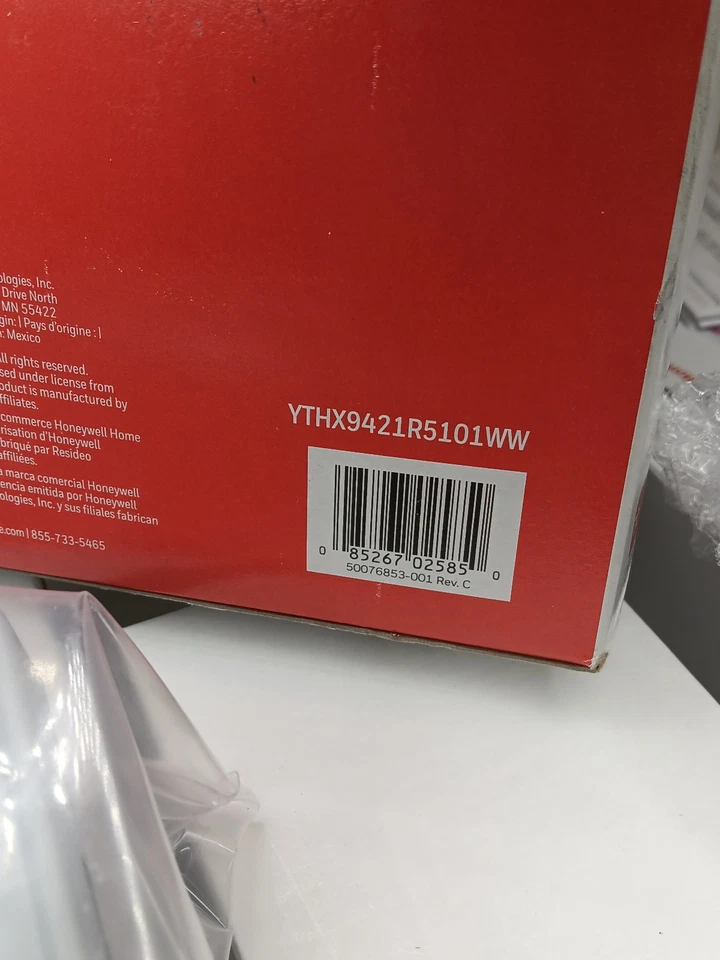 ologies, Inc.
Drive North
MN 55422
gin: | Pays d'origine : |
n: Mexico
All rights reserved.
sed under license from
oduct is manufactured by
ffiliates.
commerce Honeywell Home
risation d'Honeywell
briqué par Resideo
affiliées.
a marca comercial Honeywell
encia emitida por Honeywell
ologies, Inc. y sus filiales fabrican
e.com | 855-733-5465
YTHX9421R5101WW
0 85267 02585 0
50076853-001 Rev. C